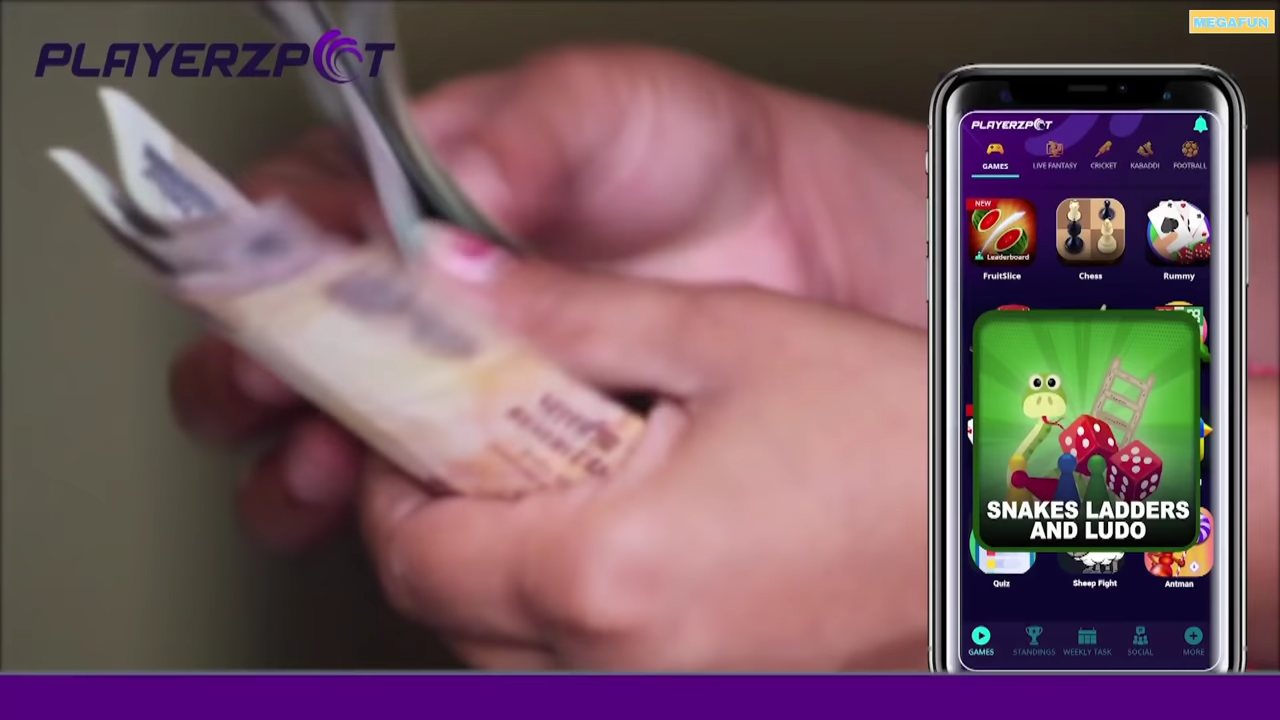 PLAYERZPOT
MEGAFUN
PLAYERZPOT
GAMES
LIVE FANTASY
CRICKET
KABADDI
FOOTBALL
NEW
Leaderboard
FruitSlice
Chess
Rummy
SNAKES LADDERS
AND LUDO
Quiz
Sheep Fight
Antman
GAMES
STANDINGS
WEEKLY TASK
SOCIAL
MORE